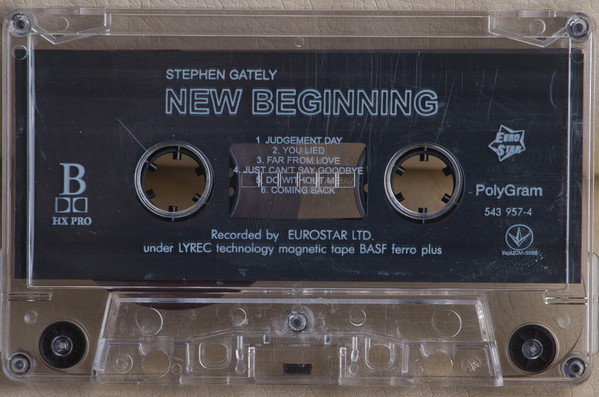 STEPHEN GATELY
NEW BEGINNING
1 JUDGEMENT DAY
2. YOU LIED
3. FAR FROM LOVE
4. JUST CAN'T SAY GOODBYE
5. DO WITHOUT ME
6. COMING BACK
EURO STAR
B
HX PRO
PolyGram
543 957-4
Recorded by EUROSTAR LTD,
under LYREC technology magnetic tape BASF ferro plus